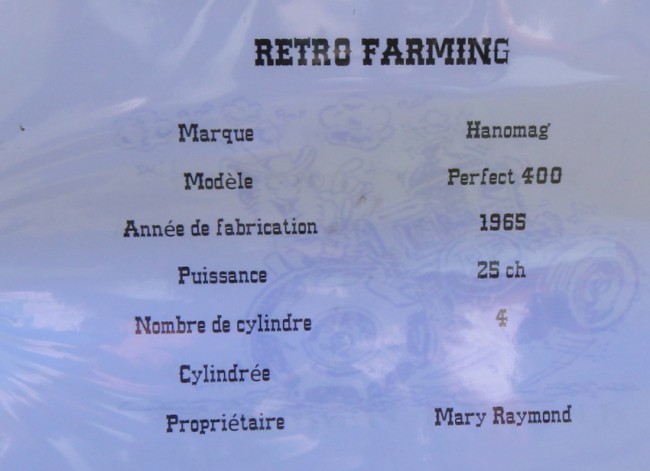 RETRO FARMING
Marque Hanomag
Modèle Perfect 400
Année de fabrication 1965
Puissance 25 ch
Nombre de cylindre 4
Cylindrée
Propriétaire Mary Raymond